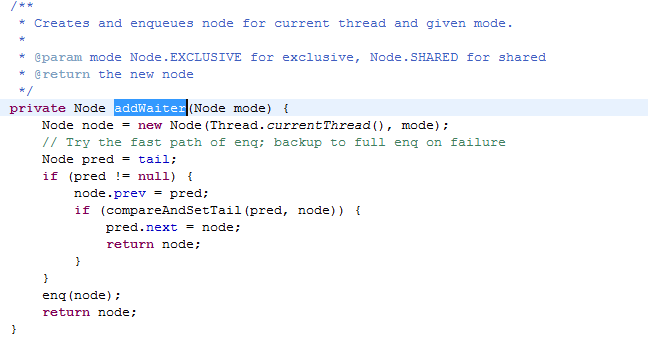 /**
 * Creates and enqueues node for current thread and given mode.
 *
 * @param mode Node.EXCLUSIVE for exclusive, Node.SHARED for shared
 * @return the new node
 */
private Node addWaiter(Node mode) {
    Node node = new Node(Thread.currentThread(), mode);
    // Try the fast path of enq; backup to full enq on failure
    Node pred = tail;
    if (pred != null) {
        node.prev = pred;
        if (compareAndSetTail(pred, node)) {
            pred.next = node;
            return node;
        }
    }
    enq(node);
    return node;
}